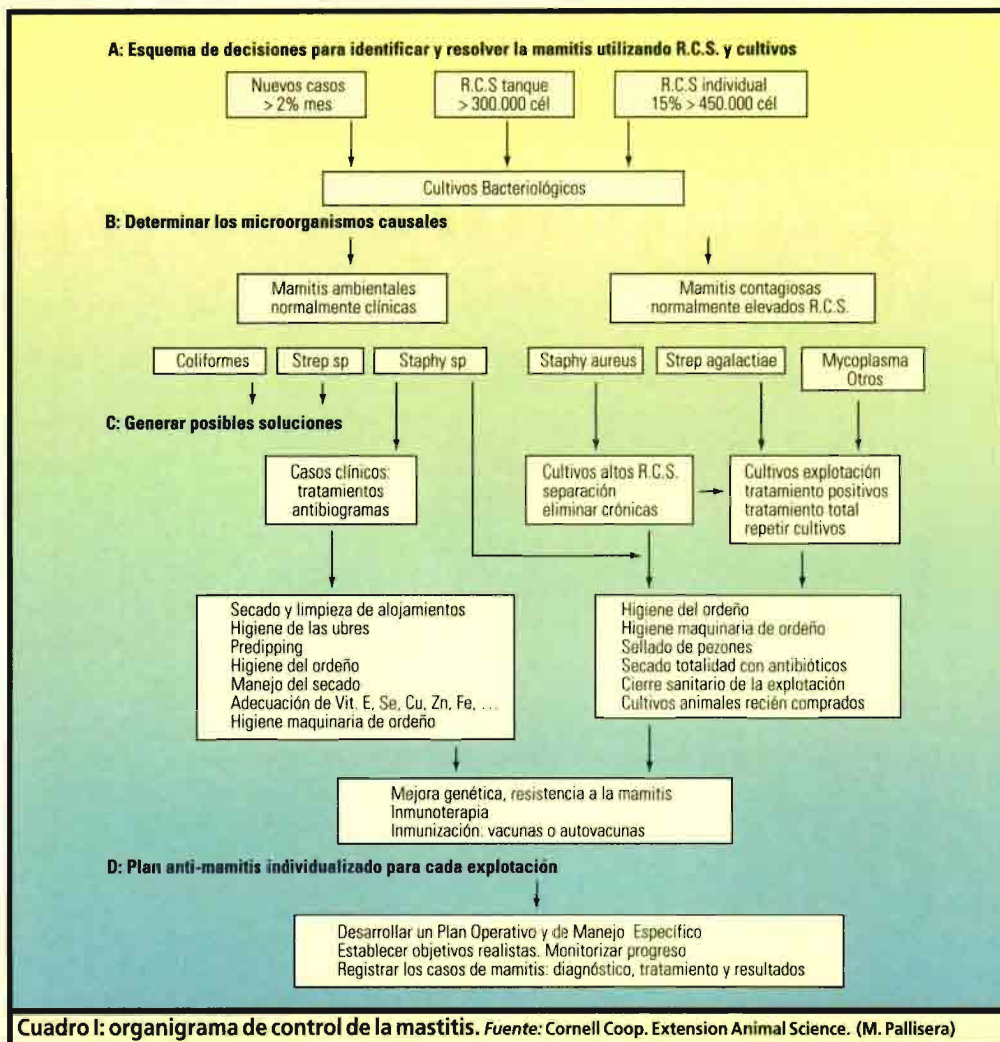 A: Esquema de decisiones para identificar y resolver la mamitis utilizando R.C.S. y cultivos
Nuevos casos
> 2% mes
R.C.S tanque
> 300.000 cél
R.C.S individual
15% > 450.000 cél
Cultivos Bacteriológicos
B: Determinar los microorganismos causales
Mamitis ambientales
normalmente clínicas
Mamitis contagiosas
normalmente elevados R.C.S.
Coliformes
Strep sp
Staphy sp
Staphy aureus
Strep agalactiae
Mycoplasma
Otros
C: Generar posibles soluciones
Casos clínicos:
tratamientos
antibiogramas
Cultivos altos R.C.S.
separación
eliminar crónicas
Cultivos explotación
tratamiento positivos
tratamiento total
repetir cultivos
Secado y limpieza de alojamientos
Higiene de las ubres
Predipping
Higiene del ordeño
Manejo del secado
Adecuación de Vit. E, Se, Cu, Zn, Fe, ...
Higiene maquinaria de ordeño
Higiene del ordeño
Higiene maquinaria de ordeño
Sellado de pezones
Secado totalidad con antibióticos
Cierre sanitario de la explotación
Cultivos animales recién comprados
Mejora genética, resistencia a la mamitis
Inmunoterapia
Inmunización: vacunas o autovacunas
D: Plan anti-mamitis individualizado para cada explotación
Desarrollar un Plan Operativo y de Manejo Específico
Establecer objetivos realistas. Monitorizar progreso
Registrar los casos de mamitis: diagnóstico, tratamiento y resultados
Cuadro I: organigrama de control de la mastitis. Fuente: Cornell Coop. Extension Animal Science. (M. Pallisera)